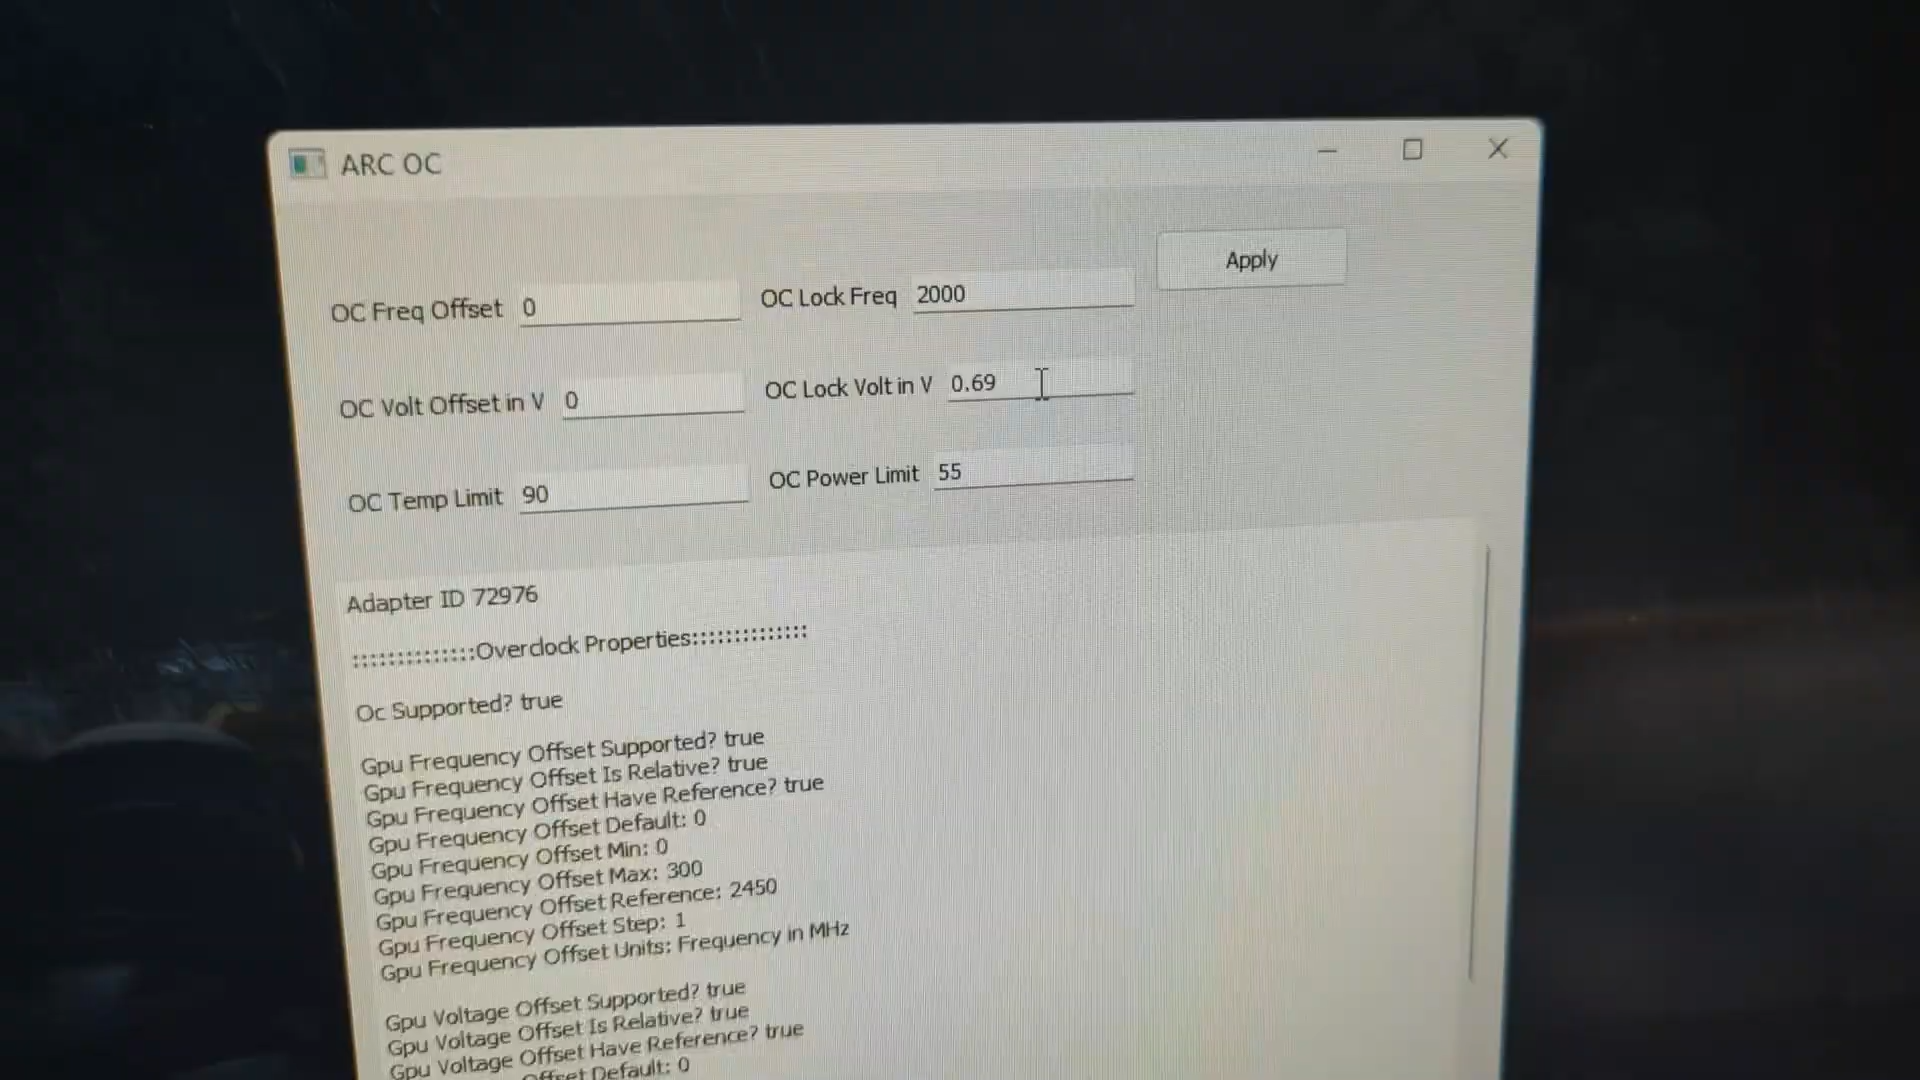 ARC OC
Apply
OC Freq Offset 0 OC Lock Freq 2000
OC Volt Offset in V 0 OC Lock Volt in V 0.69
OC Temp Limit 90 OC Power Limit 55
Adapter ID 72976
::::::::::::::Overclock Properties::::::::::::::
Oc Supported? true
Gpu Frequency Offset Supported? true
Gpu Frequency Offset Is Relative? true
Gpu Frequency Offset Have Reference? true
Gpu Frequency Offset Default: 0
Gpu Frequency Offset Min: 0
Gpu Frequency Offset Max: 300
Gpu Frequency Offset Reference: 2450
Gpu Frequency Offset Step: 1
Gpu Frequency Offset Units: Frequency in MHz
Gpu Voltage Offset Supported? true
Gpu Voltage Offset Is Relative? true
Gpu Voltage Offset Have Reference? true
Offset Default: 0